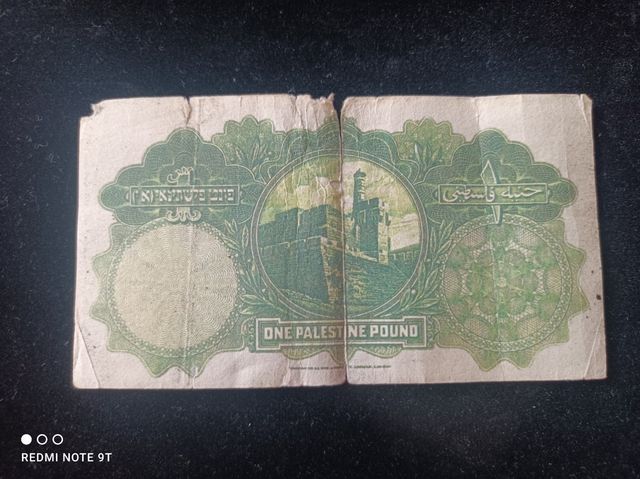 פונט פלשתינאי (א״י)
جنيه فلسطيني
ONE PALESTINE POUND
REDMI NOTE 9T